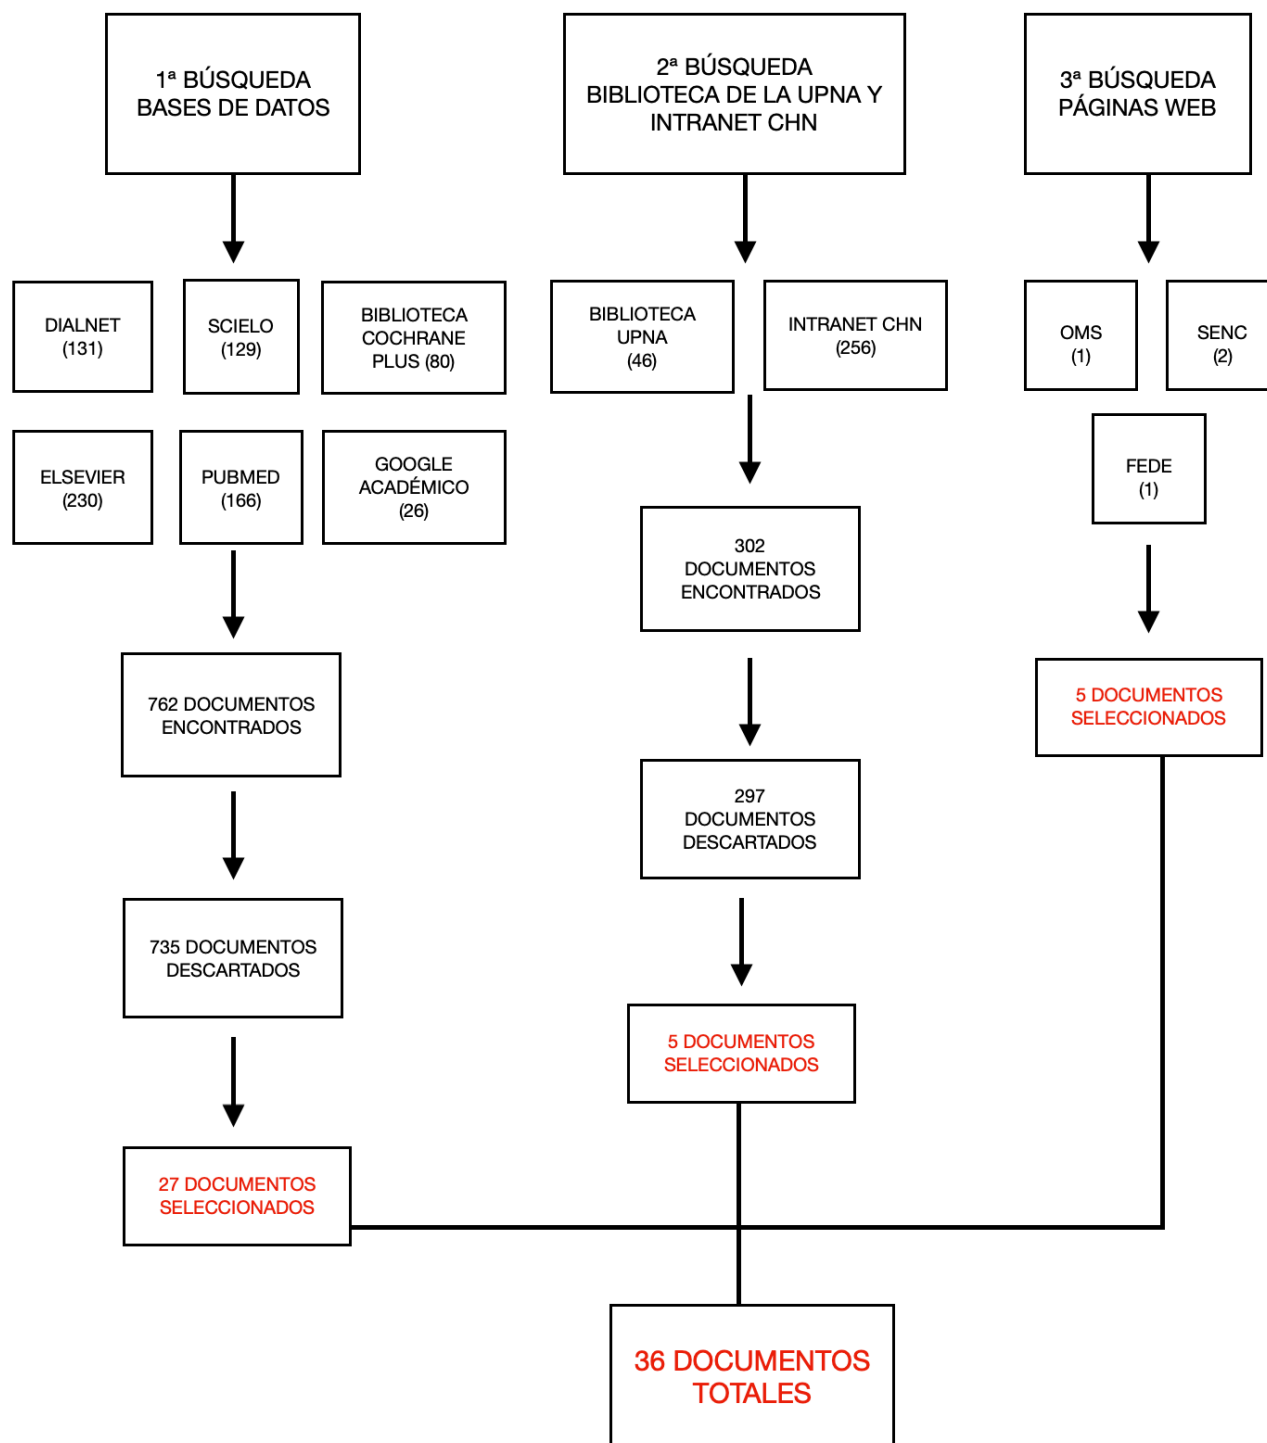 1ª BÚSQUEDA
BASES DE DATOS
2ª BÚSQUEDA
BIBLIOTECA DE LA UPNA Y
INTRANET CHN
3ª BÚSQUEDA
PÁGINAS WEB
DIALNET
(131)
SCIELO
(129)
BIBLIOTECA
COCHRANE
PLUS (80)
BIBLIOTECA
UPNA
(46)
INTRANET CHN
(256)
OMS
(1)
SENC
(2)
ELSEVIER
(230)
PUBMED
(166)
GOOGLE
ACADÉMICO
(26)
FEDE
(1)
302
DOCUMENTOS
ENCONTRADOS
762 DOCUMENTOS
ENCONTRADOS
5 DOCUMENTOS
SELECCIONADOS
297
DOCUMENTOS
DESCARTADOS
735 DOCUMENTOS
DESCARTADOS
5 DOCUMENTOS
SELECCIONADOS
27 DOCUMENTOS
SELECCIONADOS
36 DOCUMENTOS
TOTALES